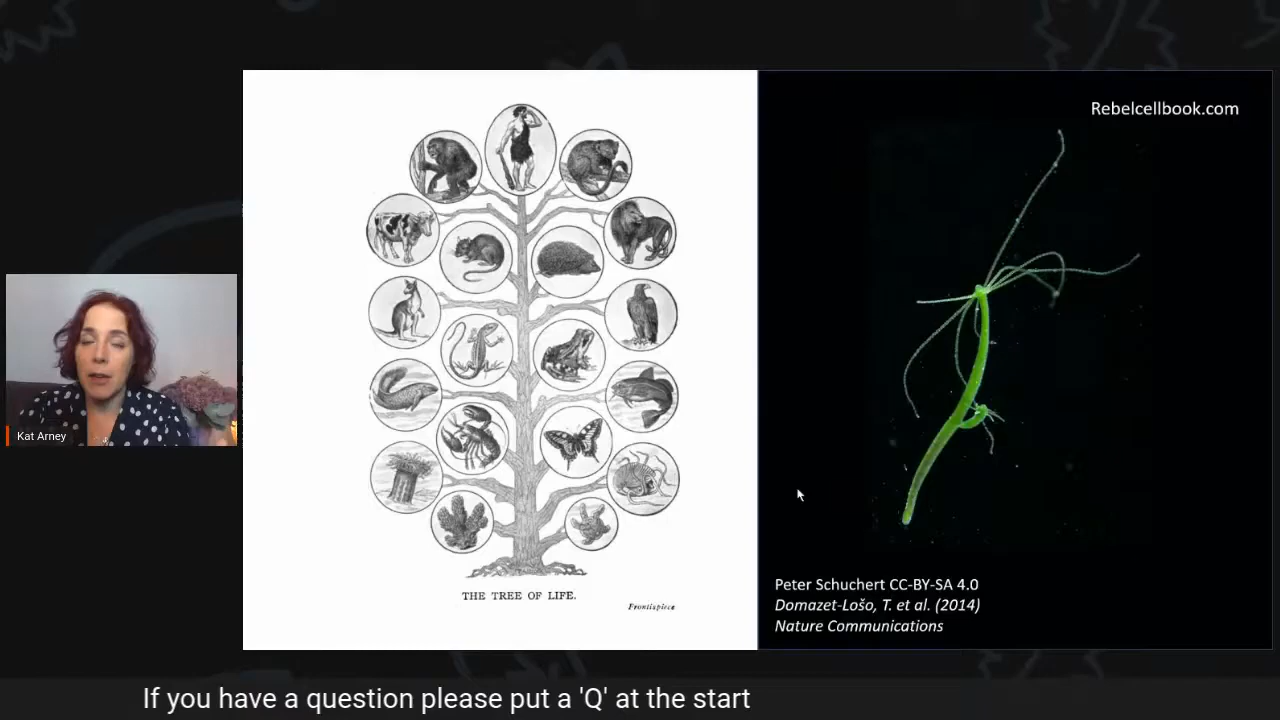 Rebelcellbook.com
Kat Arney
THE TREE OF LIFE.
Frontispiece
Peter Schuchert CC-BY-SA 4.0
Domazet-Lošo, T. et al. (2014)
Nature Communications
If you have a question please put a 'Q' at the start